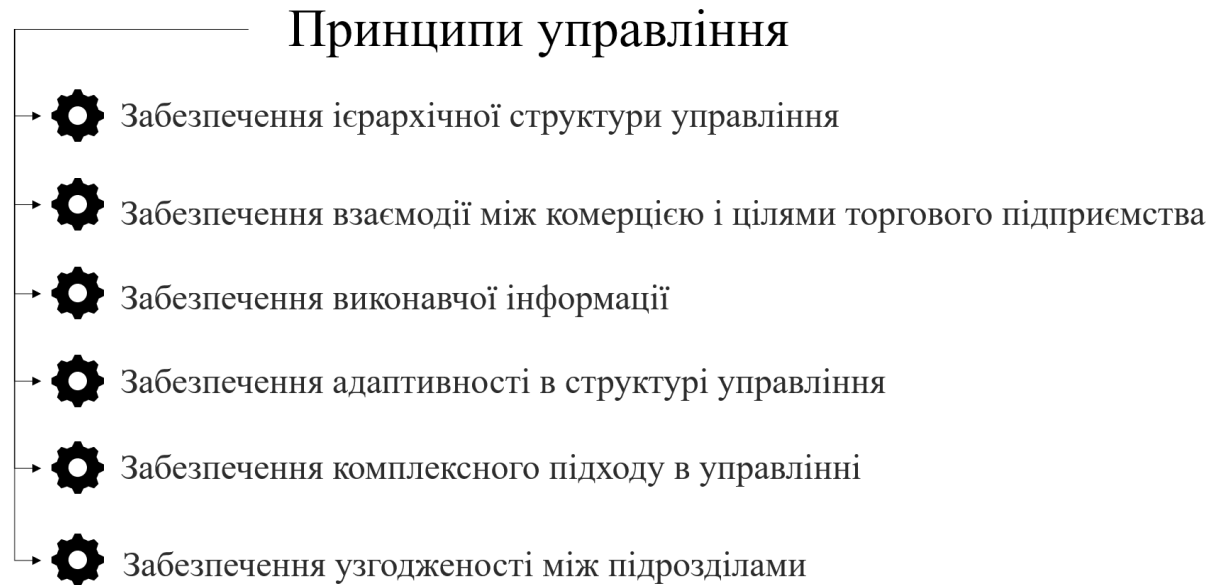 Принципи управління
Забезпечення ієрархічної структури управління
Забезпечення взаємодії між комерцією і цілями торгового підприємства
Забезпечення виконавчої інформації
Забезпечення адаптивності в структурі управління
Забезпечення комплексного підходу в управлінні
Забезпечення узгодженості між підрозділами